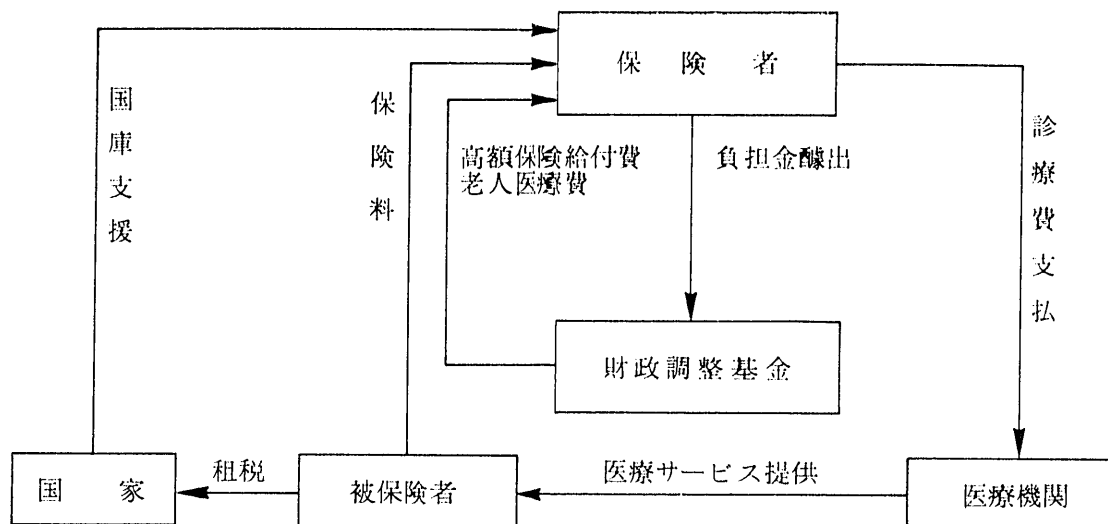 保険者
国庫支援
保険料
高額保険給付費
老人医療費
負担金醵出
診療費支払
財政調整基金
国家
租税
被保険者
医療サービス提供
医療機関